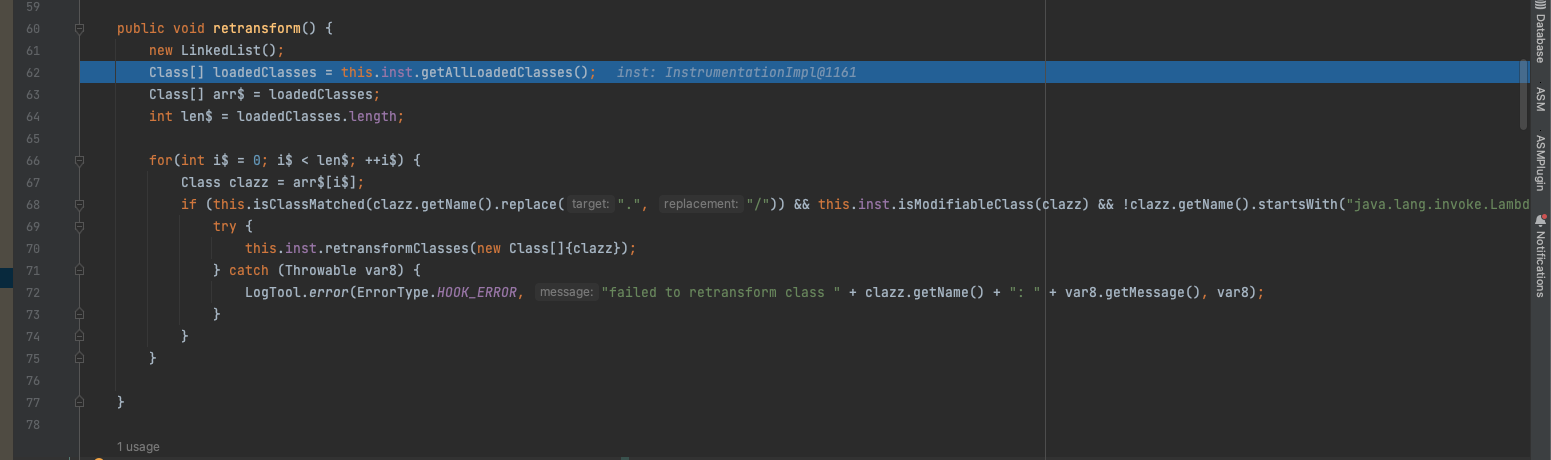 59
60 public void retransform() {
61 new LinkedList();
62 Class[] loadedClasses = this.inst.getAllLoadedClasses(); inst: InstrumentationImpl@1161
63 Class[] arr$ = loadedClasses;
64 int len$ = loadedClasses.length;
65
66 for(int i$ = 0; i$ < len$; ++i$) {
67 Class clazz = arr$[i$];
68 if (this.isClassMatched(clazz.getName().replace( target: ".", replacement: "/")) && this.inst.isModifiableClass(clazz) && !clazz.getName().startsWith("java.lang.invoke.Lambd
69 try {
70 this.inst.retransformClasses(new Class[]{clazz});
71 } catch (Throwable var8) {
72 LogTool.error(ErrorType.HOOK_ERROR, message: "failed to retransform class " + clazz.getName() + ": " + var8.getMessage(), var8);
73 }
74 }
75 }
76
77 }
78
1 usage
Database
ASM
ASMPlugin
Notifications